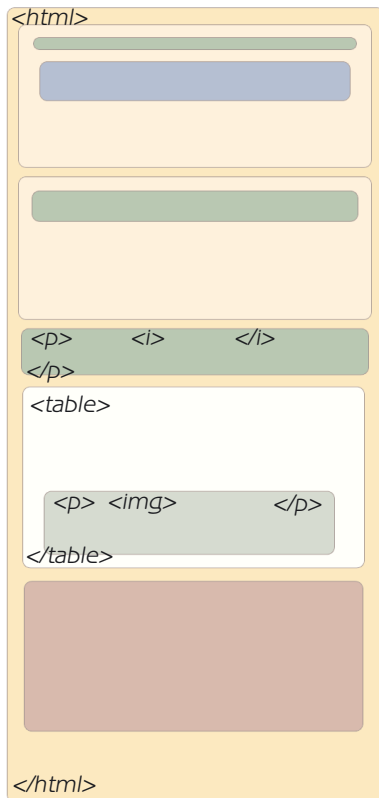 <html>
<p> <i> </i>
</p>
<table>
<p> <img> </p>
</table>
</html>